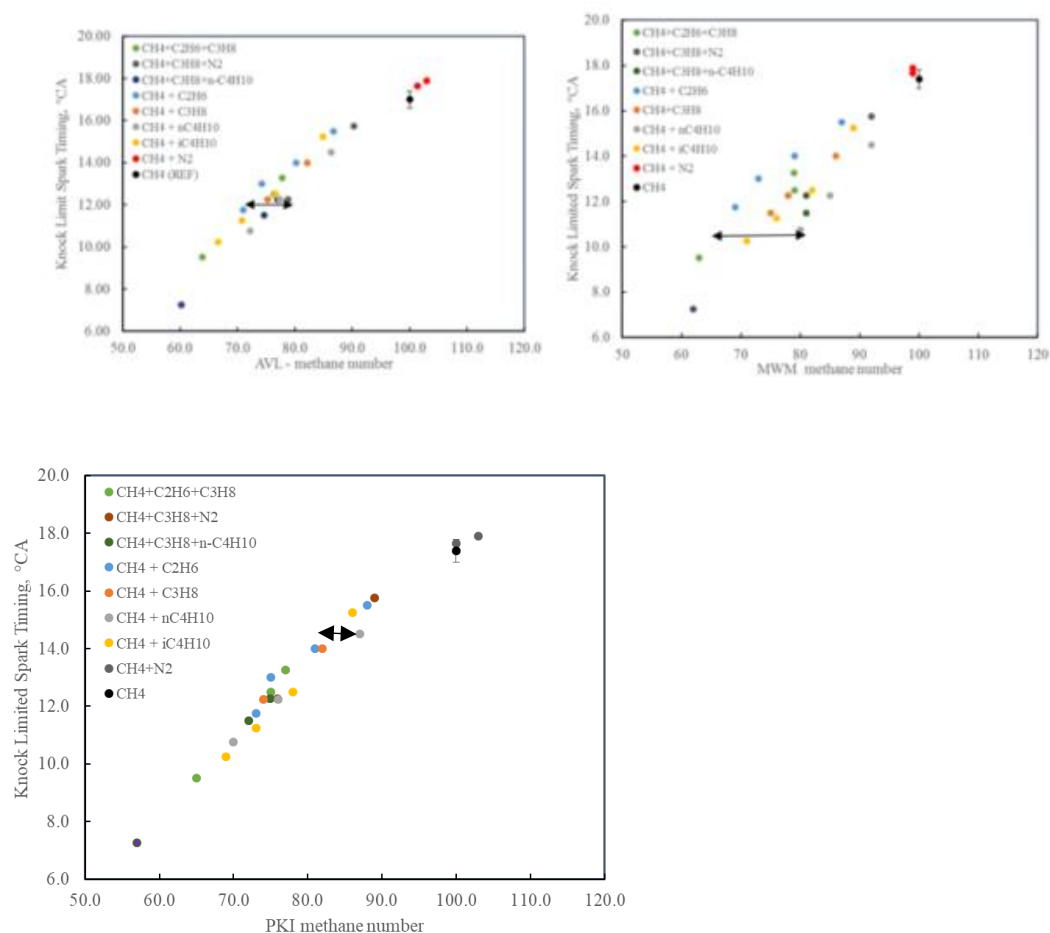 20.00
18.00
16.00
14.00
12.00
10.00
8.00
6.00
Knock Limit Spark Timing, °CA
CH4+C2H6+C3H8
CH4+C3H8+N2
CH4+C3H8+n-C4H10
CH4 + C2H6
CH4+C3H8
CH4 + nC4H10
CH4 + iC4H10
CH4 + N2
CH4 (REF)
50.0 60.0 70.0 80.0 90.0 100.0 110.0 120.0
AVL - methane number
18.0
16.0
14.0
12.0
10.0
8.0
6.0
Knock Limited Spark Timing, °CA
CH4+C2H6+C3H8
CH4+C3H8+N2
CH4+C3H8+n-C4H10
CH4 + C2H6
CH4+C3H8
CH4 + nC4H10
CH4 + iC4H10
CH4 + N2
CH4
50 60 70 80 90 100 110 120
MWM methane number
20.0
18.0
16.0
14.0
12.0
10.0
8.0
6.0
Knock Limited Spark Timing, °CA
CH4+C2H6+C3H8
CH4+C3H8+N2
CH4+C3H8+n-C4H10
CH4 + C2H6
CH4 + C3H8
CH4 + nC4H10
CH4 + iC4H10
CH4+N2
CH4
50.0 60.0 70.0 80.0 90.0 100.0 110.0 120.0
PKI methane number